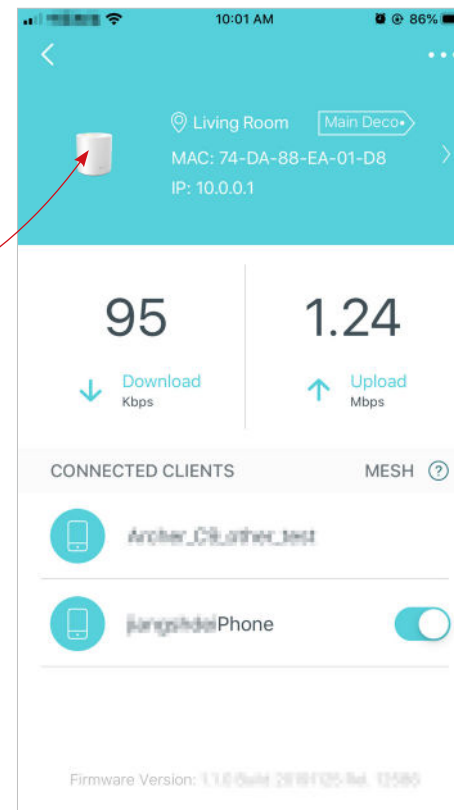 10:01 AM 86%
Living Room Main Deco
MAC: 74-DA-88-EA-01-D8
IP: 10.0.0.1
95 1.24
Download Upload
Kbps Mbps
CONNECTED CLIENTS MESH ?
Phone
Firmware Version: